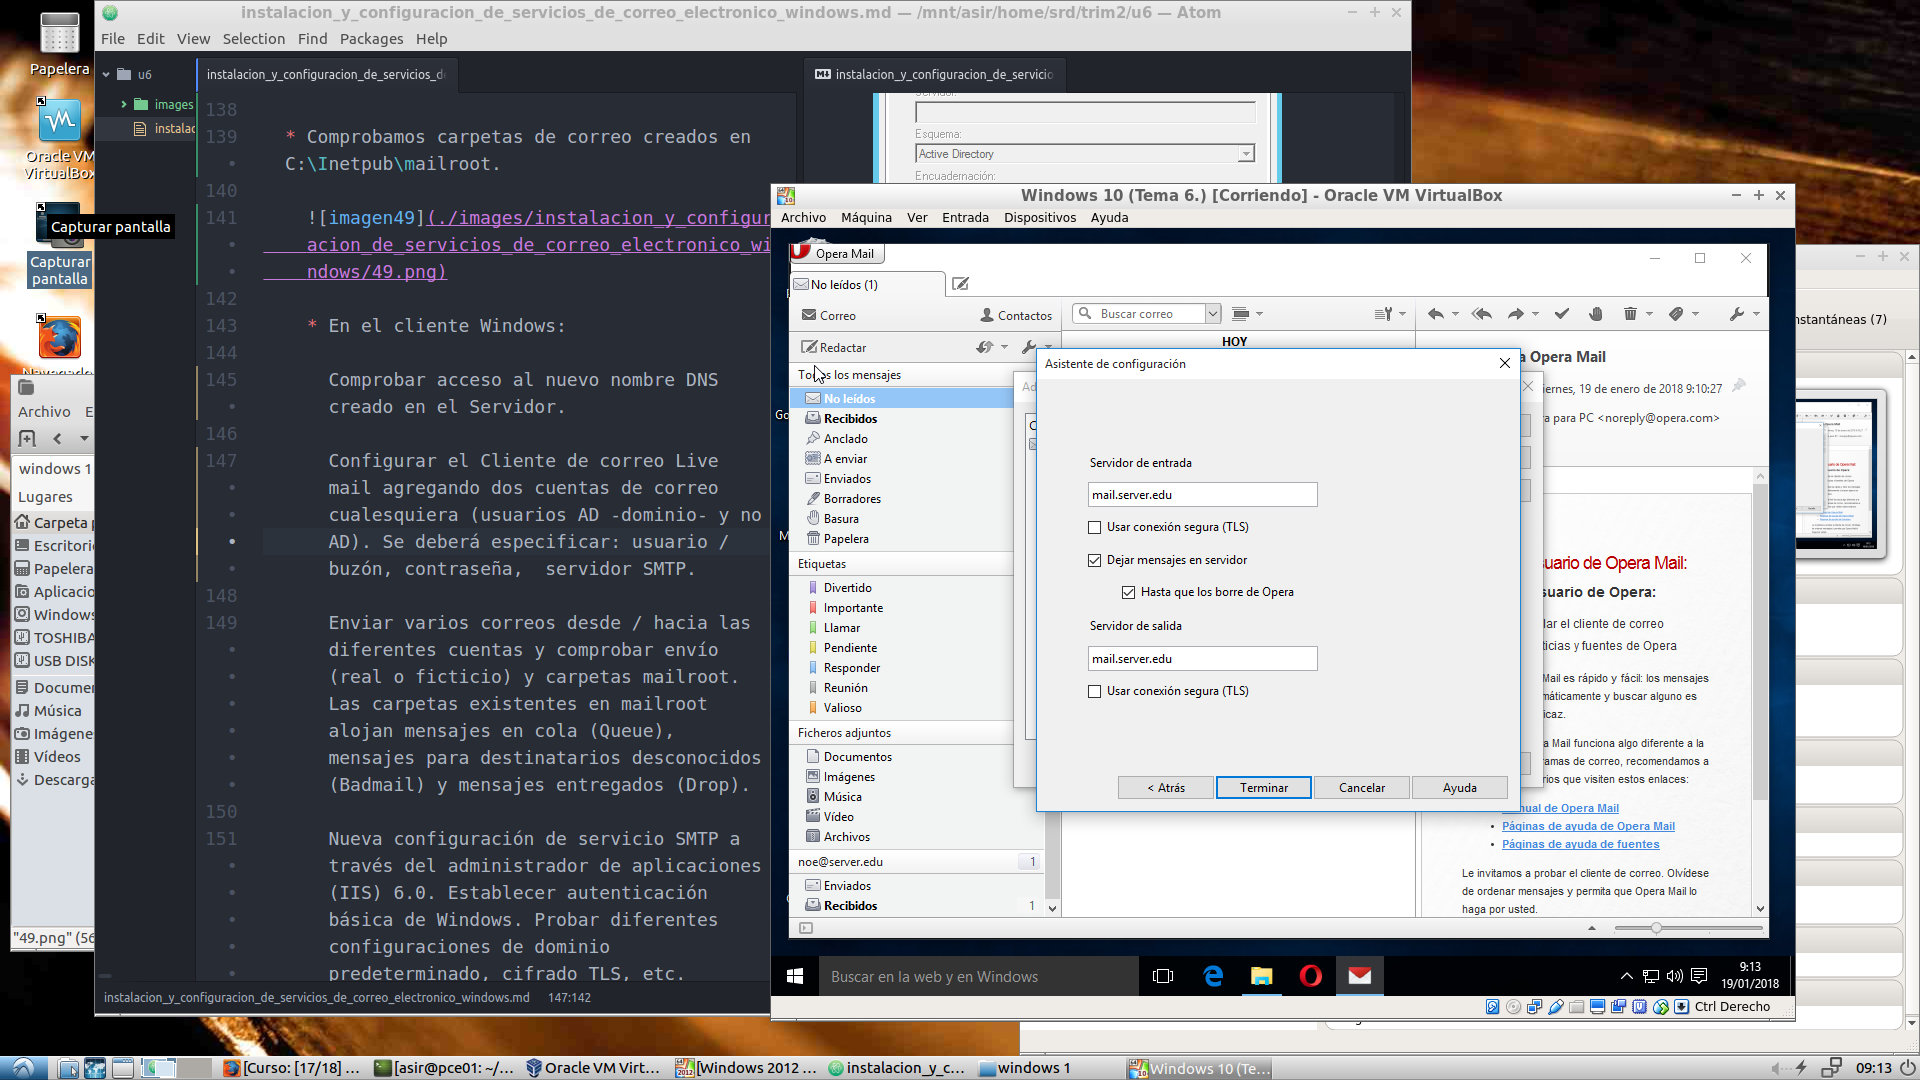 Papelera
Oracle VM
VirtualBox
Capturar pantalla
Capturar
pantalla
instalacion_y_configuracion_de_servicios_de_correo_electronico_windows.md — /mnt/asir/home/srd/trim2/u6 — Atom
File Edit View Selection Find Packages Help
u6
images
instalac
instalacion_y_configuracion_de_servicios_d
instalacion_y_configuracion_de_servicio
138
139 * Comprobamos carpetas de correo creados en
C:\Inetpub\mailroot.
140
141 ![imagen49](./images/instalacion_y_configur
acion_de_servicios_de_correo_electronico_wi
ndows/49.png)
142
143 * En el cliente Windows:
144
145 Comprobar acceso al nuevo nombre DNS
creado en el Servidor.
146
147 Configurar el Cliente de correo Live
mail agregando dos cuentas de correo
cualesquiera (usuarios AD -dominio- y no
AD). Se deberá especificar: usuario /
buzón, contraseña,  servidor SMTP.
148
149 Enviar varios correos desde / hacia las
diferentes cuentas y comprobar envío
(real o ficticio) y carpetas mailroot.
Las carpetas existentes en mailroot
alojan mensajes en cola (Queue),
mensajes para destinatarios desconocidos
(Badmail) y mensajes entregados (Drop).
150
151 Nueva configuración de servicio SMTP a
través del administrador de aplicaciones
(IIS) 6.0. Establecer autenticación
básica de Windows. Probar diferentes
configuraciones de dominio
predeterminado, cifrado TLS, etc.
instalacion_y_configuracion_de_servicios_de_correo_electronico_windows.md 147:142
Servidor:
Esquema:
Active Directory
Encuadernación:
Archivo E
windows 1
Lugares
Carpeta p
Escritorio
Papelera
Aplicacio
Windows
TOSHIBA
USB DISK
Documen
Música
Imágene
Vídeos
Descarga
"49.png" (56
Windows 10 (Tema 6.) [Corriendo] - Oracle VM VirtualBox
Archivo Máquina Ver Entrada Dispositivos Ayuda
Opera Mail
No leídos (1)
Correo
Contactos
Buscar correo
Redactar
Todos los mensajes
No leídos
Recibidos
Anclado
A enviar
Enviados
Borradores
Basura
Papelera
Etiquetas
Divertido
Importante
Llamar
Pendiente
Responder
Reunión
Valioso
Ficheros adjuntos
Documentos
Imágenes
Música
Vídeo
Archivos
noe@server.edu 1
Enviados
Recibidos 1
HOY
Ad
Asistente de configuración
Servidor de entrada
mail.server.edu
Usar conexión segura (TLS)
Dejar mensajes en servidor
Hasta que los borre de Opera
Servidor de salida
mail.server.edu
Usar conexión segura (TLS)
< Atrás
Terminar
Cancelar
Ayuda
a Opera Mail
iernes, 19 de enero de 2018 9:10:27
ra para PC <noreply@opera.com>
uario de Opera Mail:
suario de Opera:
lar el cliente de correo
ticias y fuentes de Opera
Mail es rápido y fácil: los mensajes
máticamente y buscar alguno es
icaz.
a Mail funciona algo diferente a la
ramas de correo, recomendamos a
rios que visiten estos enlaces:
nual de Opera Mail
• Páginas de ayuda de Opera Mail
• Páginas de ayuda de fuentes
Le invitamos a probar el cliente de correo. Olvídese
de ordenar mensajes y permita que Opera Mail lo
haga por usted.
Buscar en la web y en Windows
9:13
19/01/2018
Ctrl Derecho
nstantáneas (7)
[Curso: [17/18] ...
[asir@pce01: ~/...
Oracle VM Virt...
[Windows 2012 ...
instalacion_y_c...
windows 1
Windows 10 (Te...
09:13